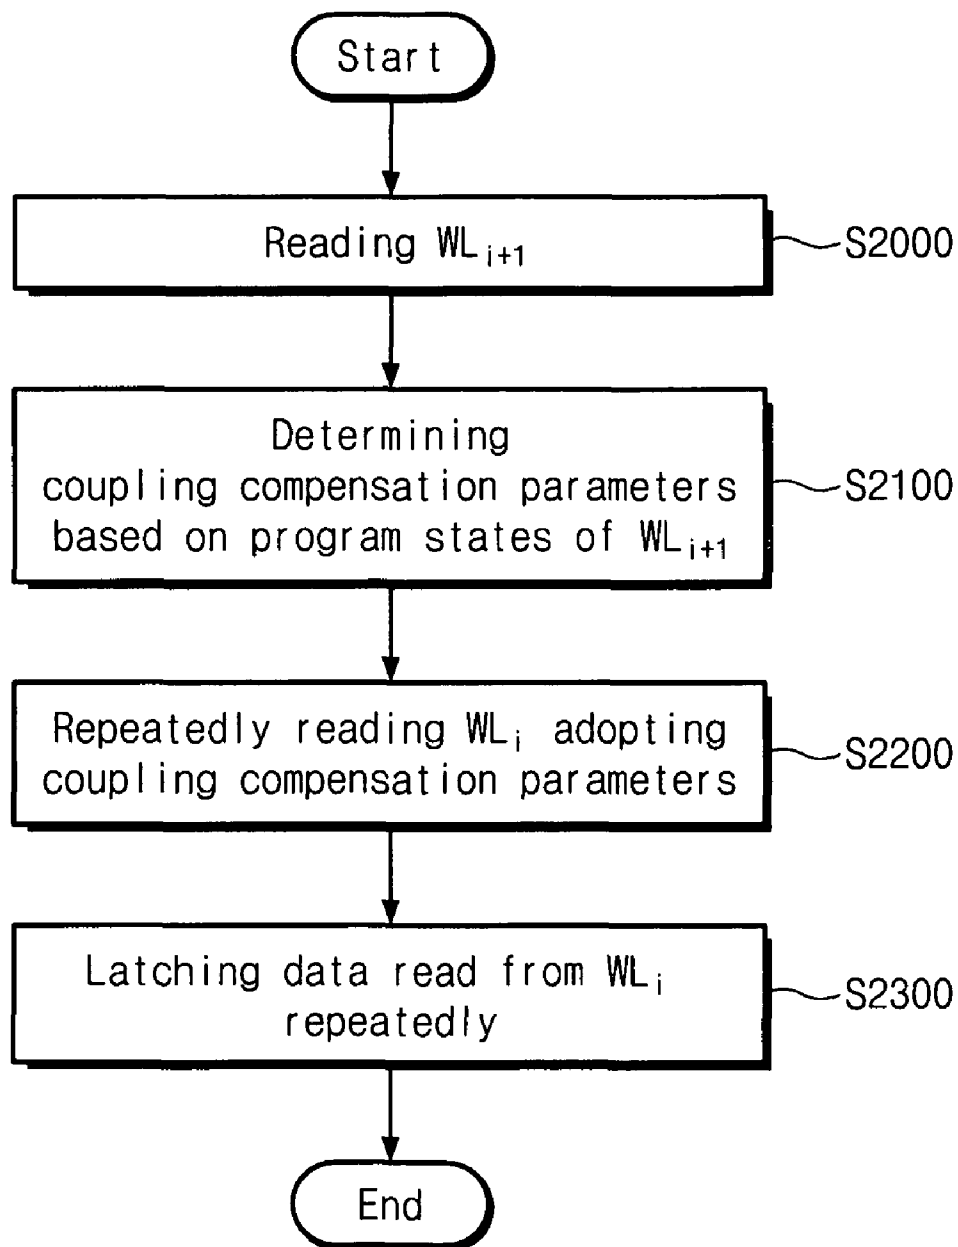 Start
Reading WLi+1
S2000
Determining
coupling compensation parameters
based on program states of WLi+1
S2100
Repeatedly reading WLi adopting
coupling compensation parameters
S2200
Latching data read from WLi
repeatedly
S2300
End